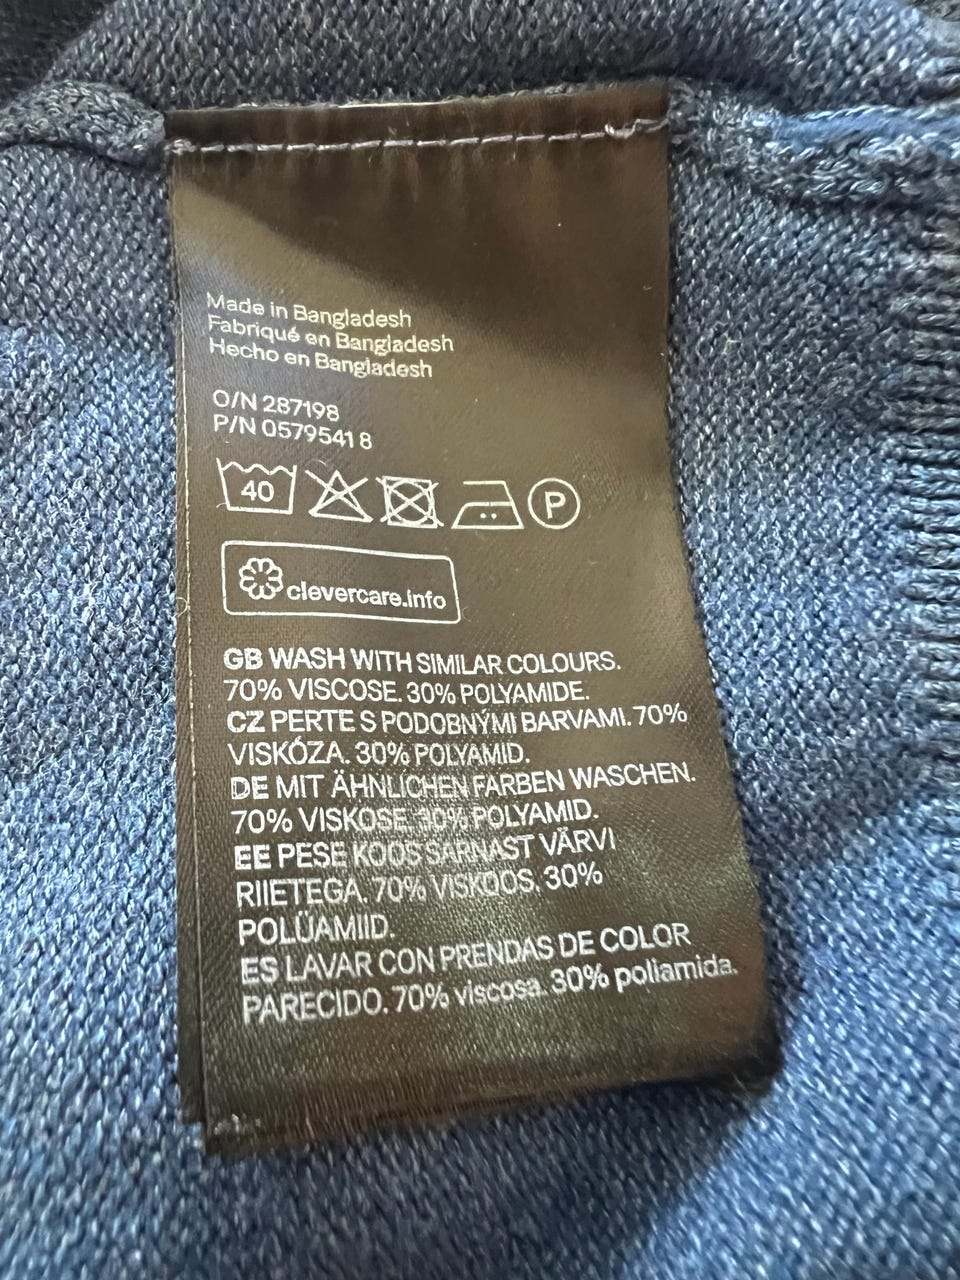 Made in Bangladesh
Fabriqué en Bangladesh
Hecho en Bangladesh
O/N 287198
P/N 0579541 8
40 P
clevercare.info
GB WASH WITH SIMILAR COLOURS.
70% VISCOSE. 30% POLYAMIDE.
CZ PERTE S PODOBNÝMI BARVAMI. 70%
VISKÓZA. 30% POLYAMID.
DE MIT ÄHNLICHEN FARBEN WASCHEN.
70% VISKOSE. 30% POLYAMID.
EE PESE KOOS SARNAST VÄRVI
RIIETEGA. 70% VISKOOS. 30%
POLÜAMIID.
ES LAVAR CON PRENDAS DE COLOR
PARECIDO. 70% viscosa. 30% poliamida.